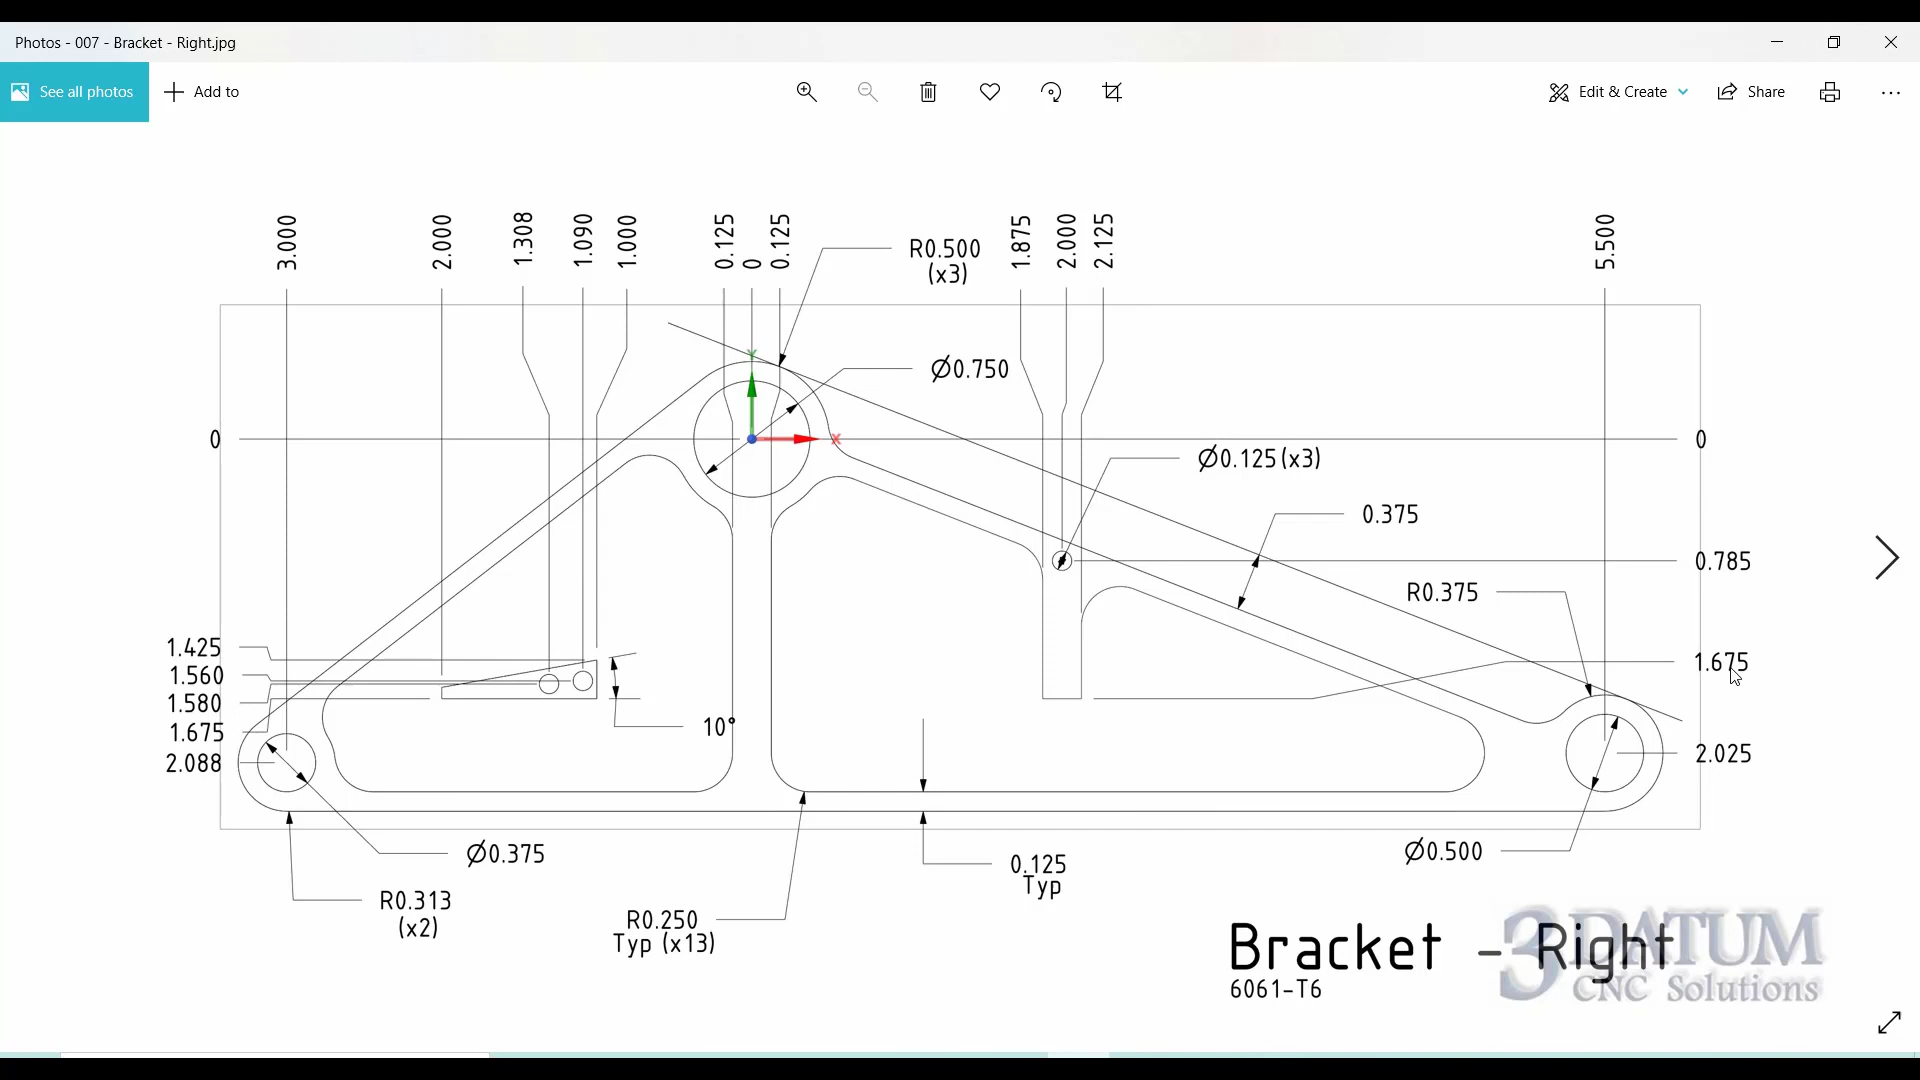 Photos - 007 - Bracket - Right.jpg
See all photos
Add to
Edit & Create
Share
3.000
2.000
1.308
1.090
1.000
0.125
0
0.125
R0.500
(x3)
1.875
2.000
2.125
5.500
Y
Ø0.750
0
X
0
Ø0.125(x3)
0.375
0.785
R0.375
1.425
1.560
1.580
1.675
2.088
10°
1.675
2.025
Ø0.375
0.125
Typ
Ø0.500
R0.313
(x2)
R0.250
Typ (x13)
Bracket - Right
6061-T6
3DATUM
CNC Solutions